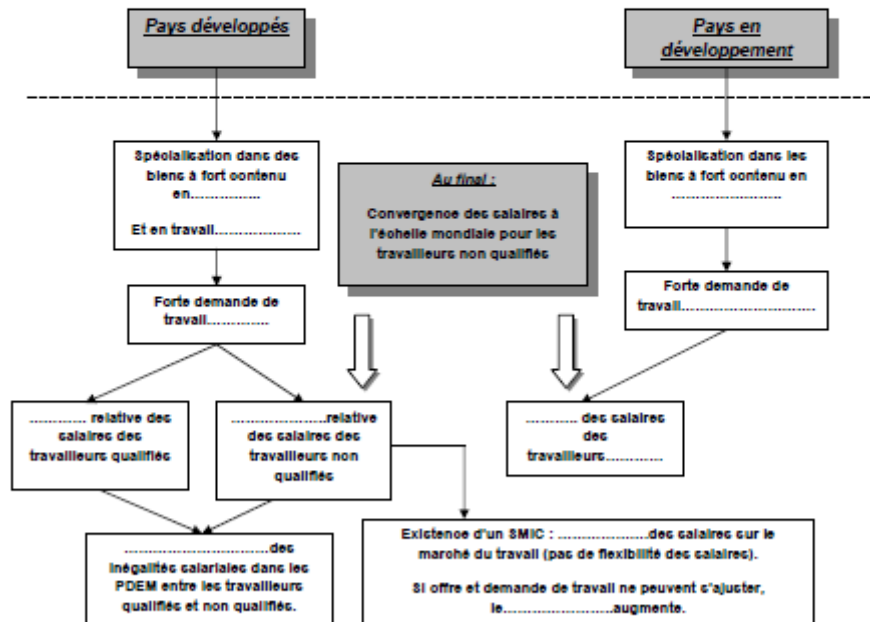 Pays développés
Pays en
développement
Spécialisation dans des
biens à fort contenu
en.................
Et en travail.....................
Au final :
Convergence des salaires à
l'échelle mondiale pour les
travailleurs non qualifiés
Spécialisation dans les
biens à fort contenu en
...........................
Forte demande de
travail...............
Forte demande de
travail.................................
.............. relative des
salaires des
travailleurs qualifiés
.......................relative
des salaires des
travailleurs non
qualifiés
............. des salaires
des
travailleurs..............
...................................des
inégalités salariales dans les
PDEM entre les travailleurs
qualifiés et non qualifiés.
Existence d'un SMIC : ......................des salaires sur le
marché du travail (pas de flexibilité des salaires).
Si offre et demande de travail ne peuvent s'ajuster,
le...........................augmente.